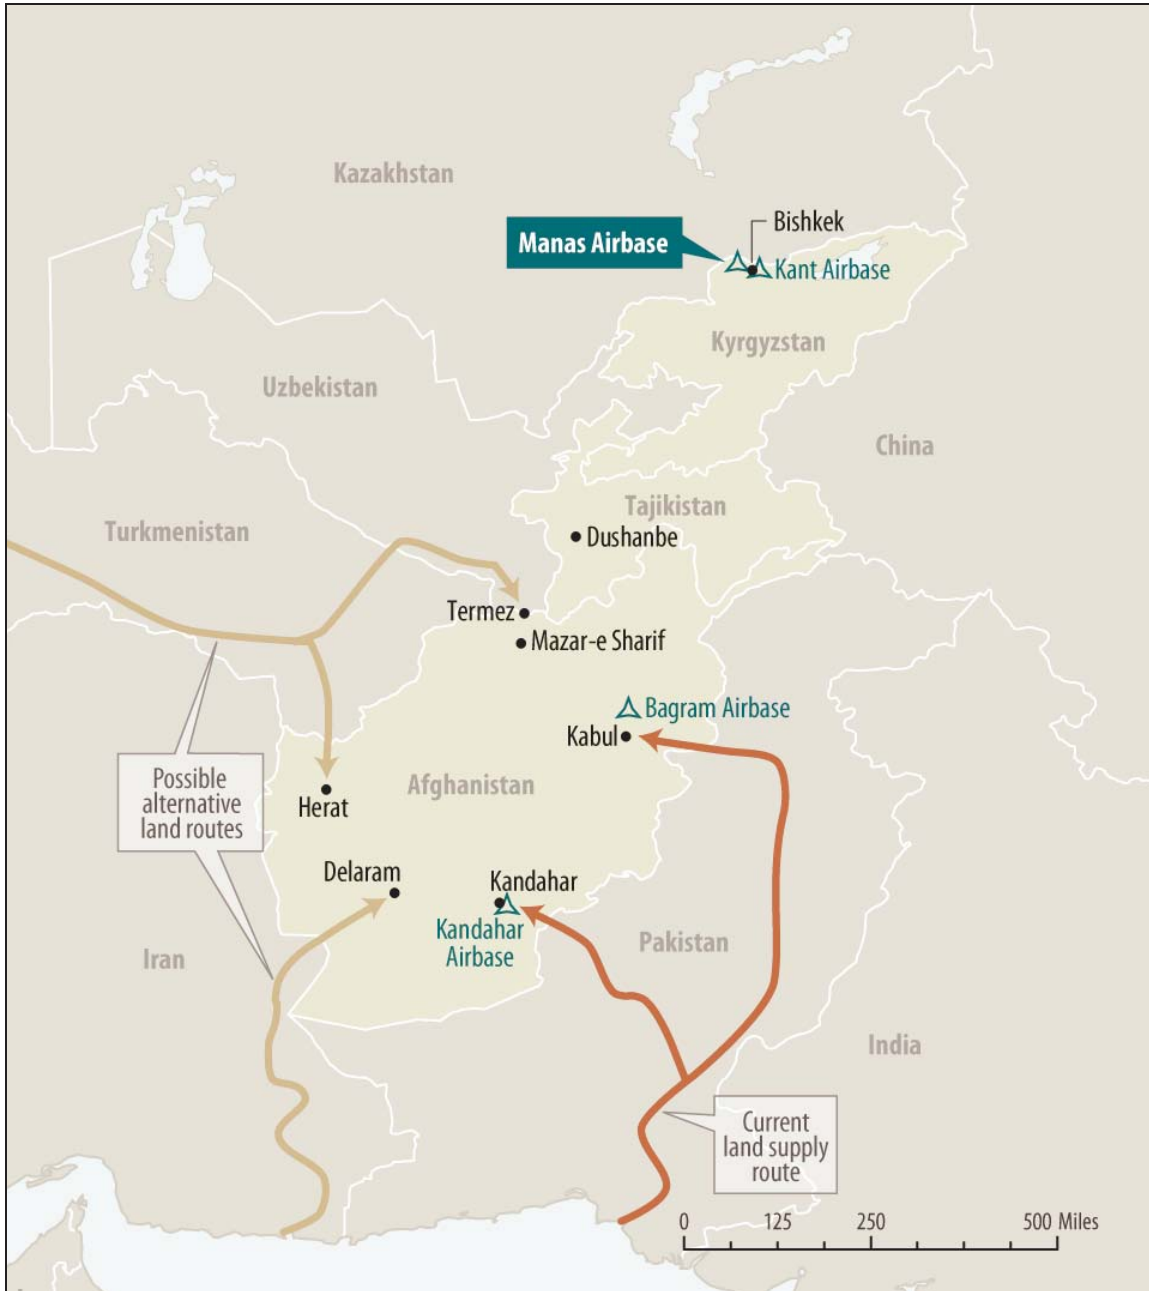 Kazakhstan
Bishkek
Manas Airbase
Kant Airbase
Kyrgyzstan
Uzbekistan
China
Tajikistan
Turkmenistan
Dushanbe
Termez
Mazar-e Sharif
Bagram Airbase
Kabul
Possible
alternative
land routes
Afghanistan
Herat
Delaram
Kandahar
Kandahar
Airbase
Pakistan
Iran
India
Current
land supply
route
0 125 250 500 Miles